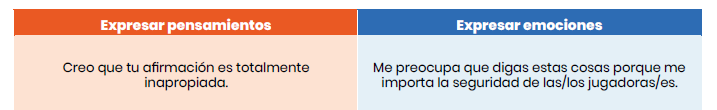 Expresar pensamientos
Expresar emociones
Creo que tu afirmación es totalmente
inapropiada.
Me preocupa que digas estas cosas porque me
importa la seguridad de las/los jugadoras/es.